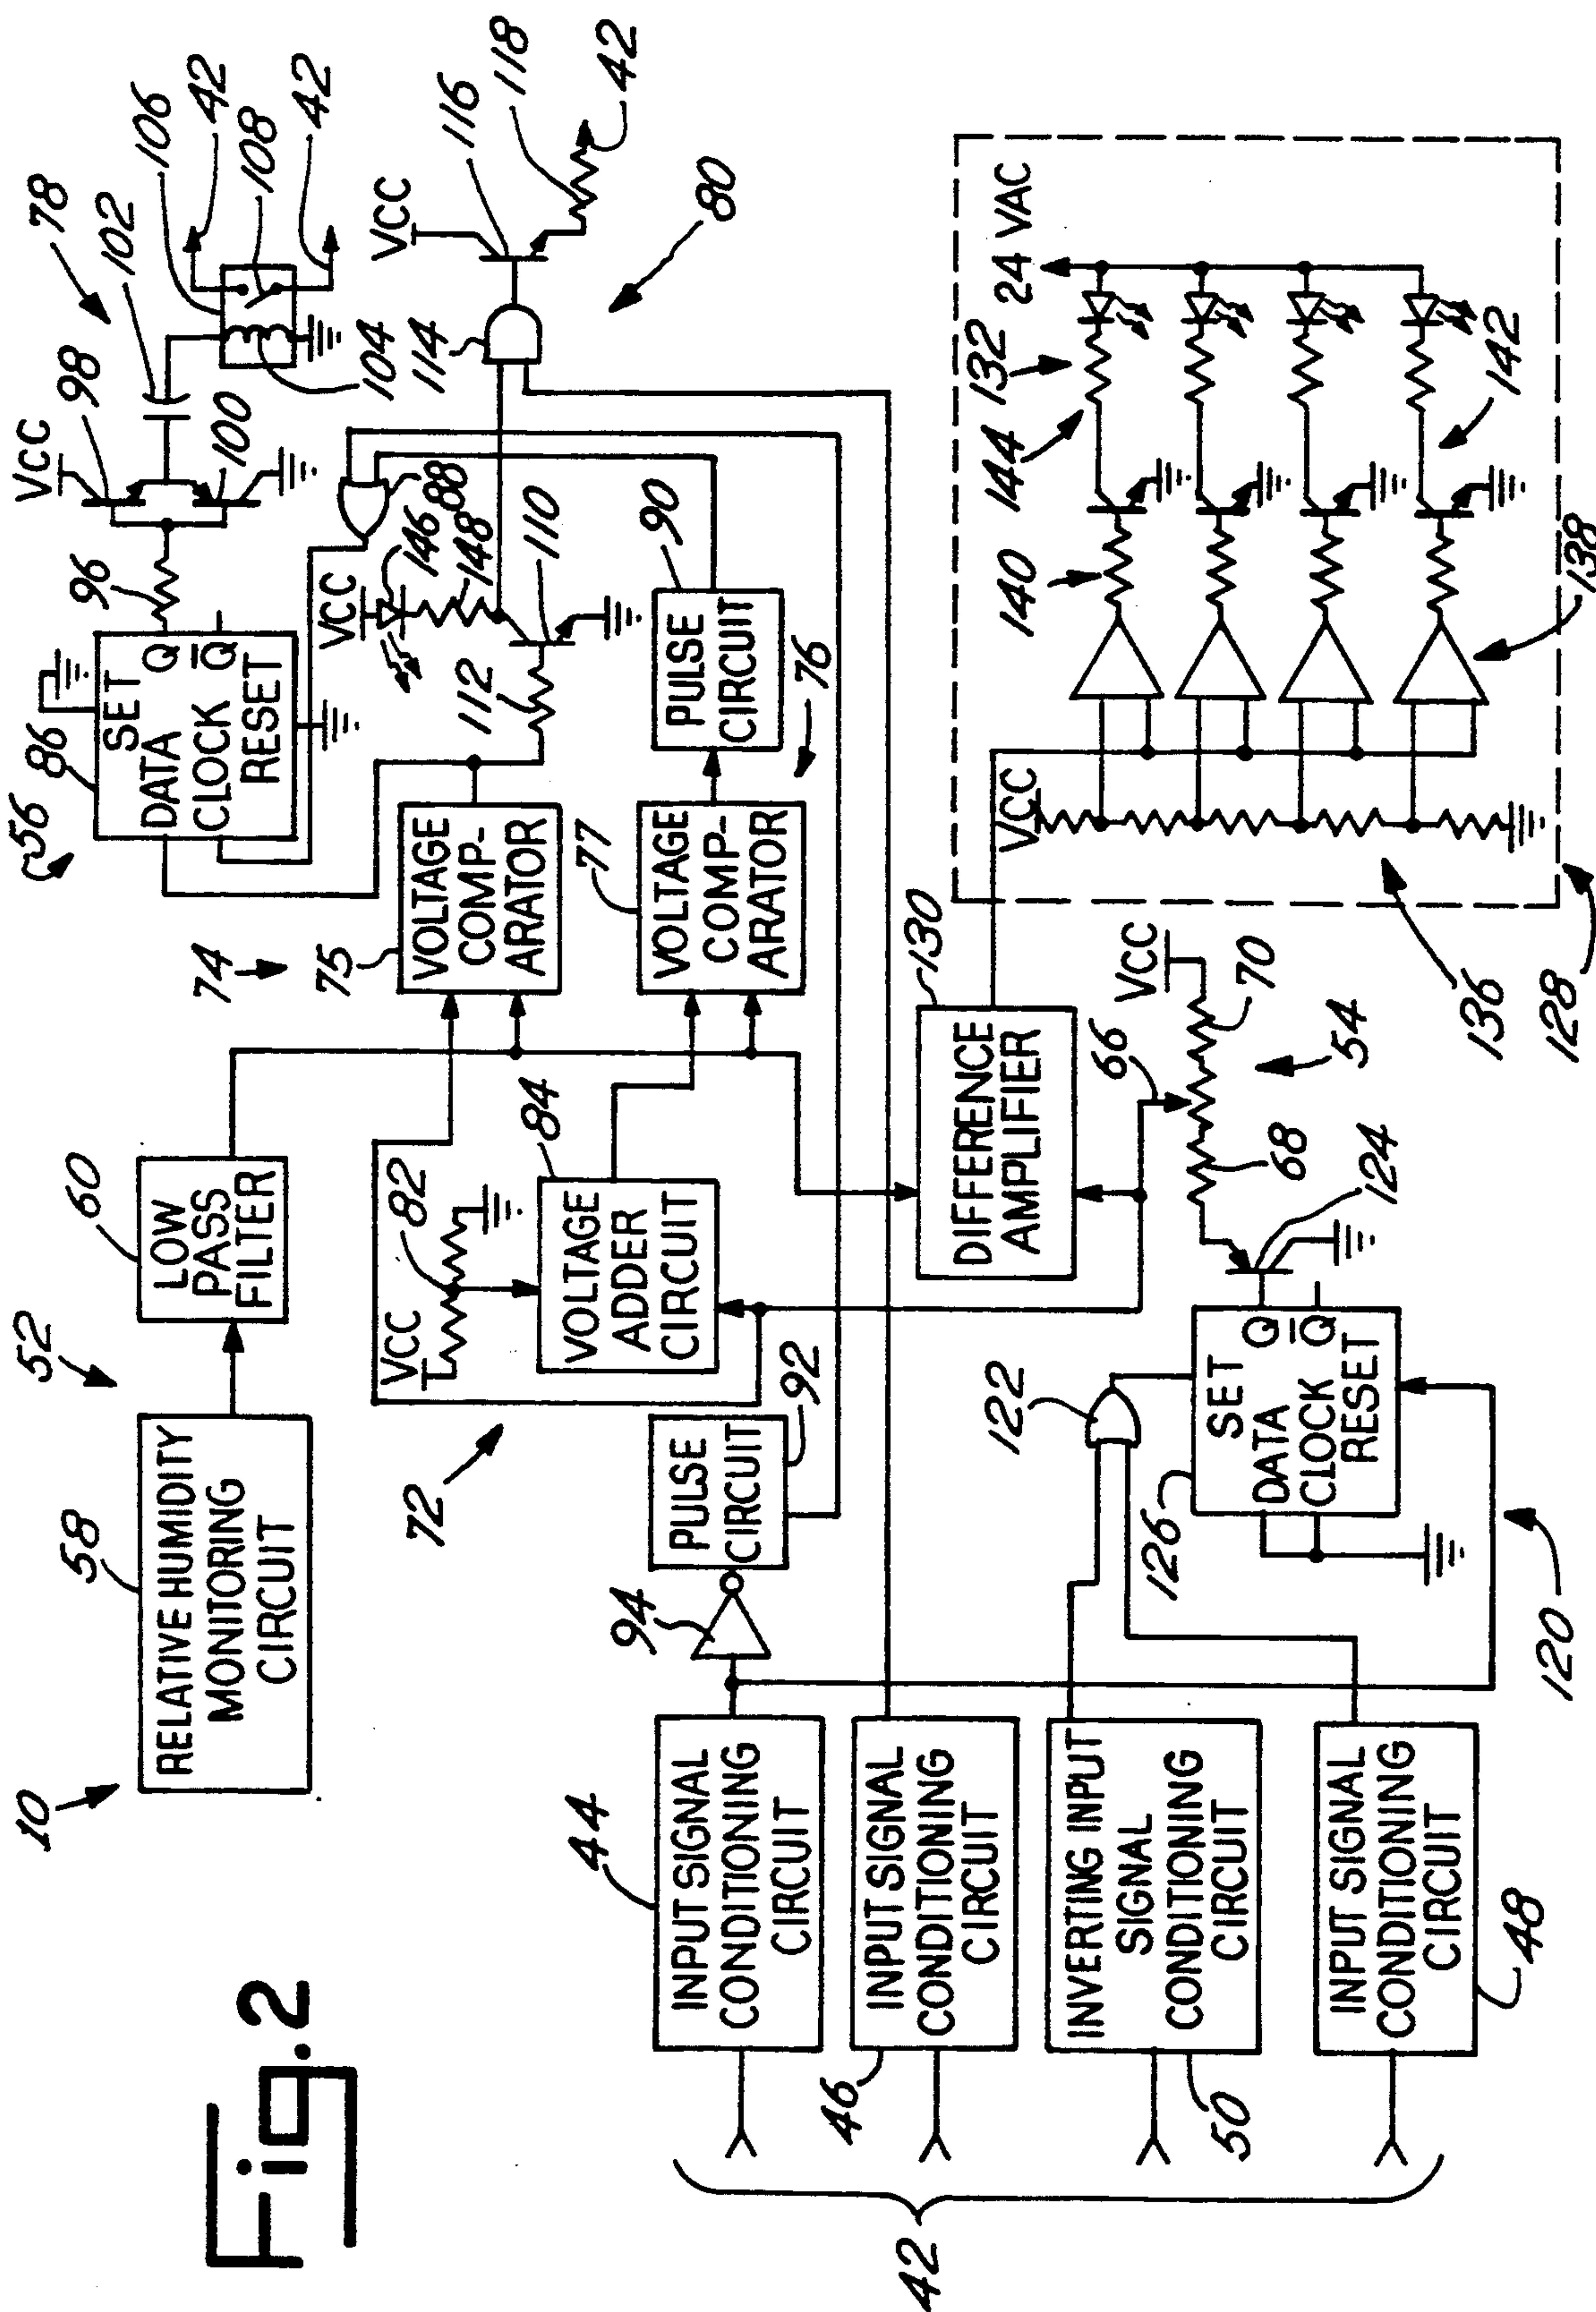 Fig.2
10
52
58
RELATIVE HUMIDITY
MONITORING
CIRCUIT
60
LOW
PASS
FILTER
56
86
SET
DATA Q
CLOCK Q
RESET
96
VCC
98
100
102
78
104
106
108
42
42
74
75
VOLTAGE
COMP-
ARATOR
77
VOLTAGE
COMP-
ARATOR
76
112
110
VCC
146
148
88
90
PULSE
CIRCUIT
114
VCC
116
118
42
80
72
VCC
82
84
VOLTAGE
ADDER
CIRCUIT
92
PULSE
CIRCUIT
94
44
INPUT SIGNAL
CONDITIONING
CIRCUIT
46
INPUT SIGNAL
CONDITIONING
CIRCUIT
50
INVERTING INPUT
SIGNAL
CONDITIONING
CIRCUIT
48
INPUT SIGNAL
CONDITIONING
CIRCUIT
42
122
126
SET
DATA Q
CLOCK Q
RESET
120
124
68
66
70
VCC
54
130
DIFFERENCE
AMPLIFIER
VCC
136
128
138
140
144
132
142
24 VAC